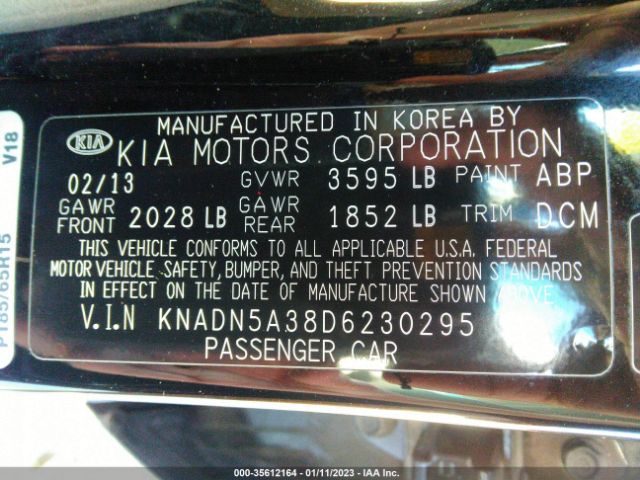 MANUFACTURED IN KOREA BY
KIA KIA MOTORS CORPORATION
02/13 GVWR 3595 LB PAINT ABP
GAWR FRONT 2028 LB GAWR REAR 1852 LB TRIM DCM
THIS VEHICLE CONFORMS TO ALL APPLICABLE U.S.A. FEDERAL
MOTOR VEHICLE SAFETY, BUMPER, AND THEFT PREVENTION STANDARDS
IN EFFECT ON THE DATE OF MANUFACTURE SHOWN ABOVE.
V.I.N KNADN5A38D6230295
PASSENGER CAR
P185/65R15 V18
000-35612164 - 01/11/2023 - IAA Inc.